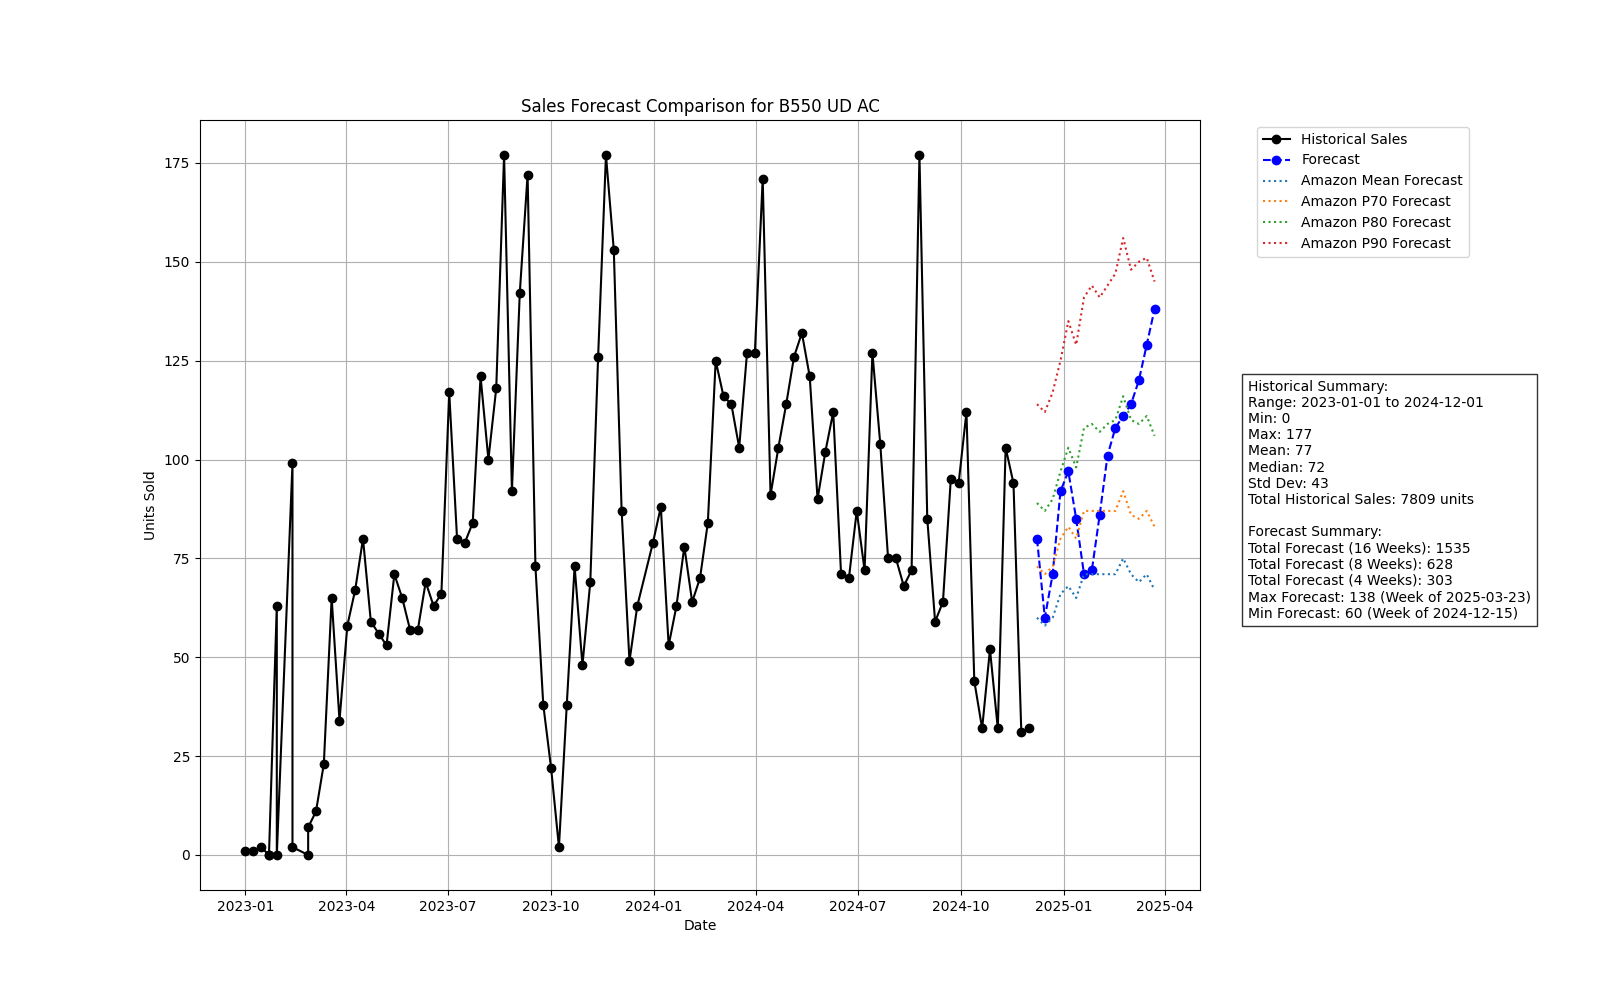 Sales Forecast Comparison for B550 UD AC
Units Sold
175
150
125
100
75
50
25
0
2023-01
2023-04
2023-07
2023-10
2024-01
2024-04
2024-07
2024-10
2025-01
2025-04
Date
Historical Sales
Forecast
Amazon Mean Forecast
Amazon P70 Forecast
Amazon P80 Forecast
Amazon P90 Forecast
Historical Summary:
Range: 2023-01-01 to 2024-12-01
Min: 0
Max: 177
Mean: 77
Median: 72
Std Dev: 43
Total Historical Sales: 7809 units
Forecast Summary:
Total Forecast (16 Weeks): 1535
Total Forecast (8 Weeks): 628
Total Forecast (4 Weeks): 303
Max Forecast: 138 (Week of 2025-03-23)
Min Forecast: 60 (Week of 2024-12-15)